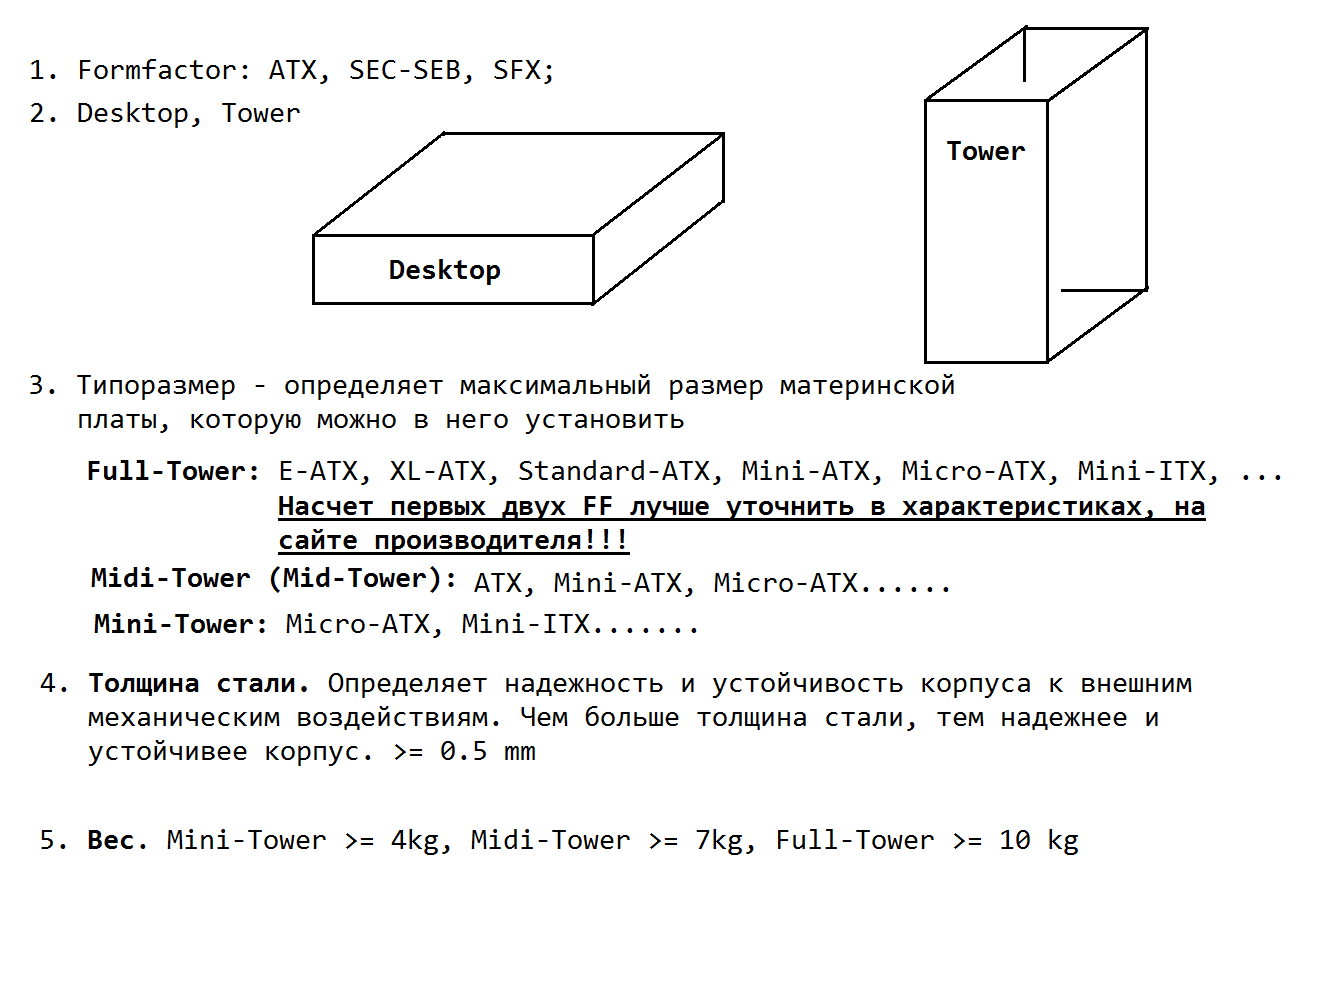 1. Formfactor: ATX, SEC-SEB, SFX;
2. Desktop, Tower
Tower
Desktop
3. Типоразмер - определяет максимальный размер материнской
платы, которую можно в него установить
Full-Tower: E-ATX, XL-ATX, Standard-ATX, Mini-ATX, Micro-ATX, Mini-ITX, ...
Насчет первых двух FF лучше уточнить в характеристиках, на
сайте производителя!!!
Midi-Tower (Mid-Tower): ATX, Mini-ATX, Micro-ATX......
Mini-Tower: Micro-ATX, Mini-ITX.......
4. Толщина стали. Определяет надежность и устойчивость корпуса к внешним
механическим воздействиям. Чем больше толщина стали, тем надежнее и
устойчивее корпус. >= 0.5 mm
5. Вес. Mini-Tower >= 4kg, Midi-Tower >= 7kg, Full-Tower >= 10 kg